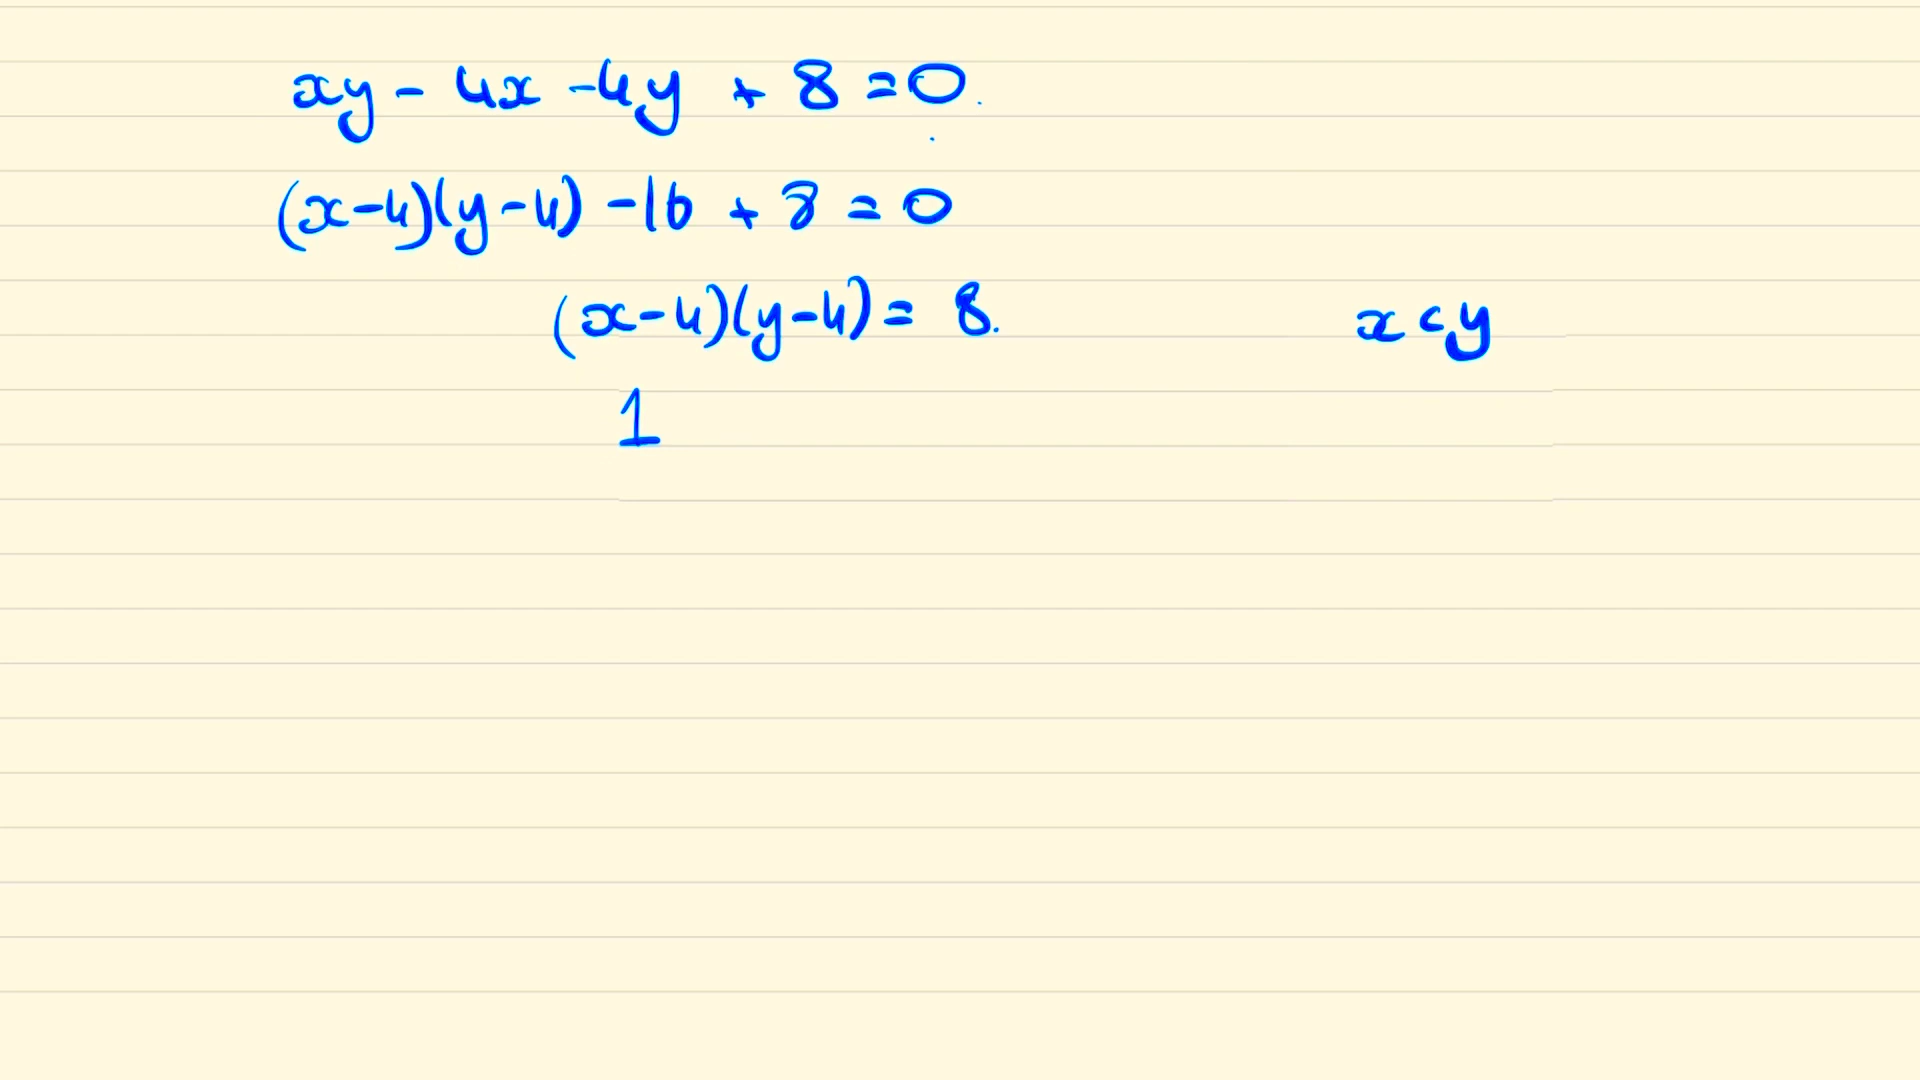 xy - 4x - 4y + 8 = 0.
(x-4)(y-4) - 16 + 8 = 0
(x-4)(y-4) = 8. x < y
1